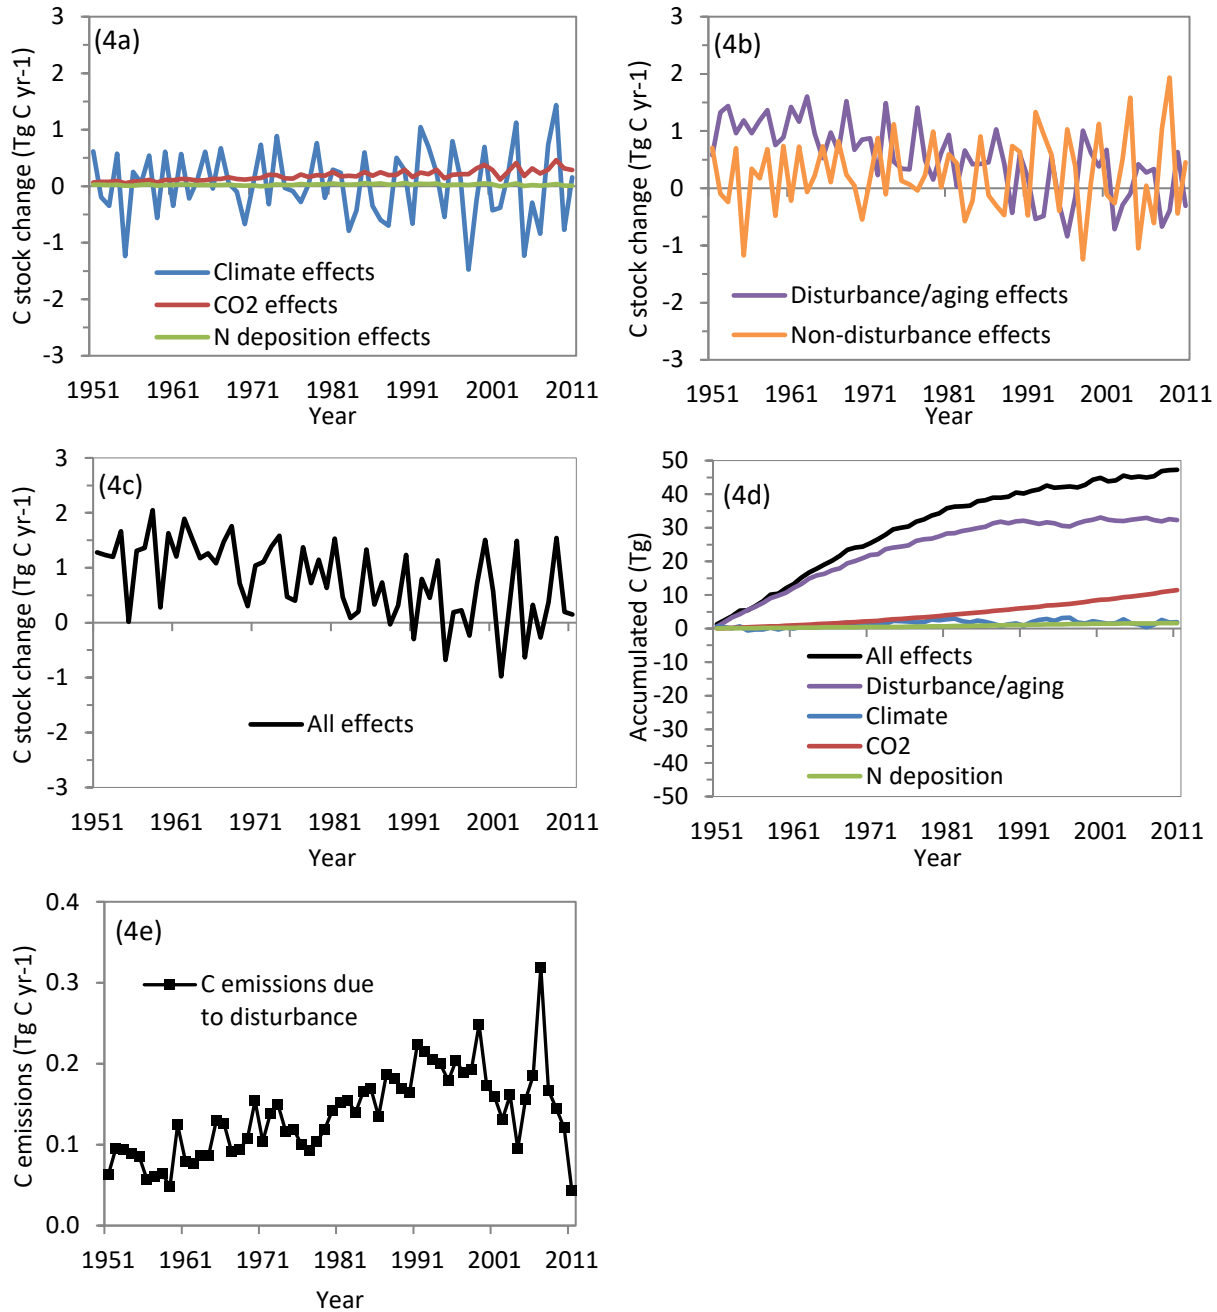 (4a)
C stock change (Tg C yr-1)
3
2
1
0
-1
-2
-3
Climate effects
CO2 effects
N deposition effects
1951 1961 1971 1981 1991 2001 2011
Year
(4b)
C stock change (Tg C yr-1)
3
2
1
0
-1
-2
-3
Disturbance/aging effects
Non-disturbance effects
1951 1961 1971 1981 1991 2001 2011
Year
(4c)
C stock change (Tg C yr-1)
3
2
1
0
-1
-2
-3
All effects
1951 1961 1971 1981 1991 2001 2011
Year
(4d)
Accumulated C (Tg)
50
40
30
20
10
0
-10
-20
-30
-40
-50
All effects
Disturbance/aging
Climate
CO2
N deposition
1951 1961 1971 1981 1991 2001 2011
Year
(4e)
C emissions (Tg C yr-1)
0.4
0.3
0.2
0.1
0.0
C emissions due
to disturbance
1951 1961 1971 1981 1991 2001 2011
Year